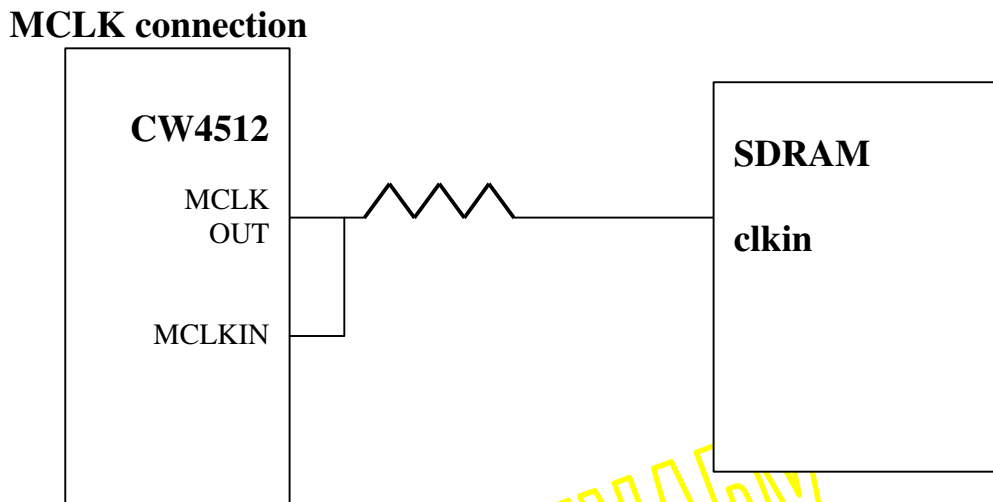 MCLK connection
CW4512
MCLK
OUT
MCLKIN
SDRAM
clkin